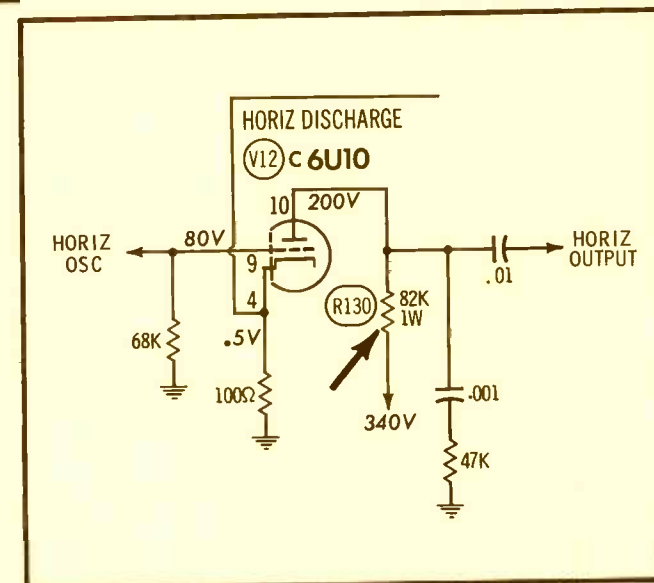 HORIZ DISCHARGE
V12 C 6U10
10 200V
HORIZ
OSC
80V
9
4
.5V
68K
100Ω
R130
82K
1W
340V
.01
HORIZ
OUTPUT
.001
47K